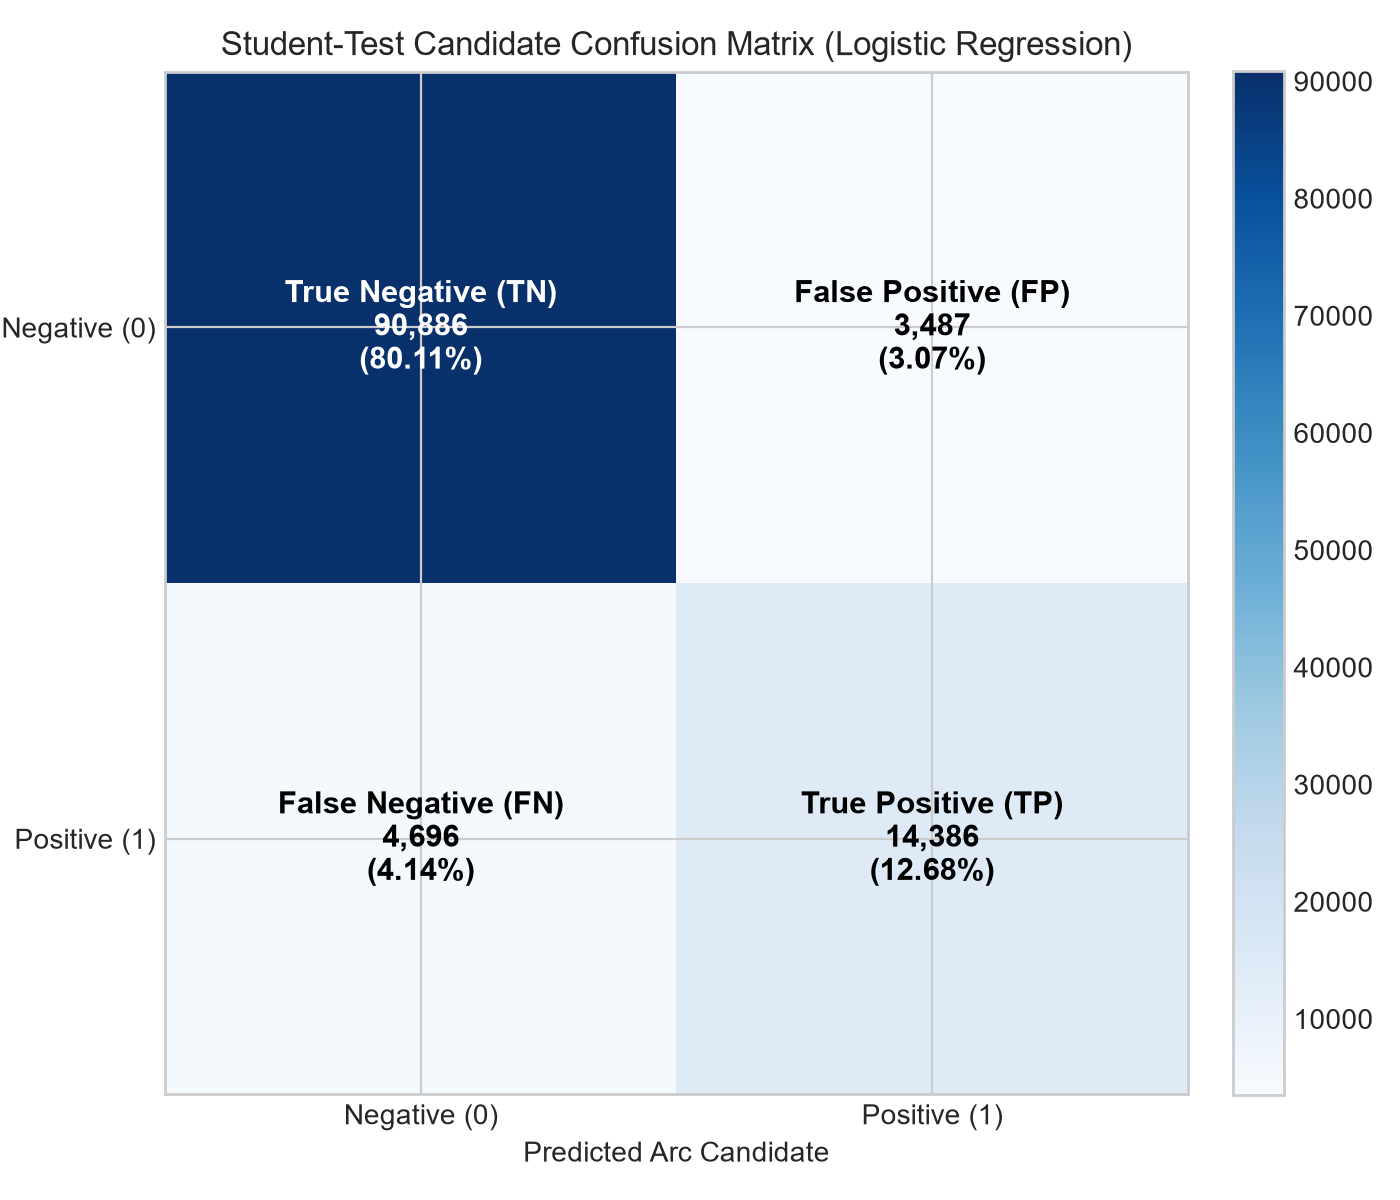 Student-Test Candidate Confusion Matrix (Logistic Regression)
True Negative (TN)
90,886
(80.11%)
False Positive (FP)
3,487
(3.07%)
Negative (0)
False Negative (FN)
4,696
(4.14%)
True Positive (TP)
14,386
(12.68%)
Positive (1)
Negative (0)
Positive (1)
Predicted Arc Candidate
90000
80000
70000
60000
50000
40000
30000
20000
10000